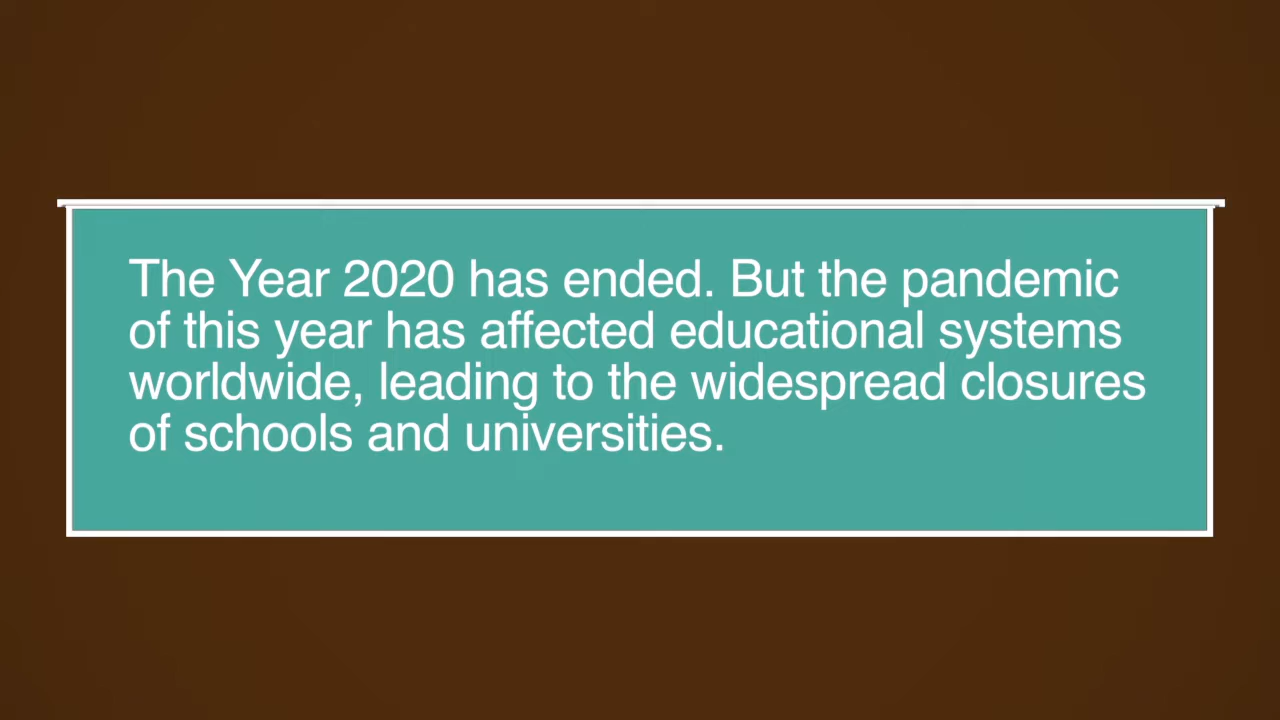 The Year 2020 has ended. But the pandemic
of this year has affected educational systems
worldwide, leading to the widespread closures
of schools and universities.